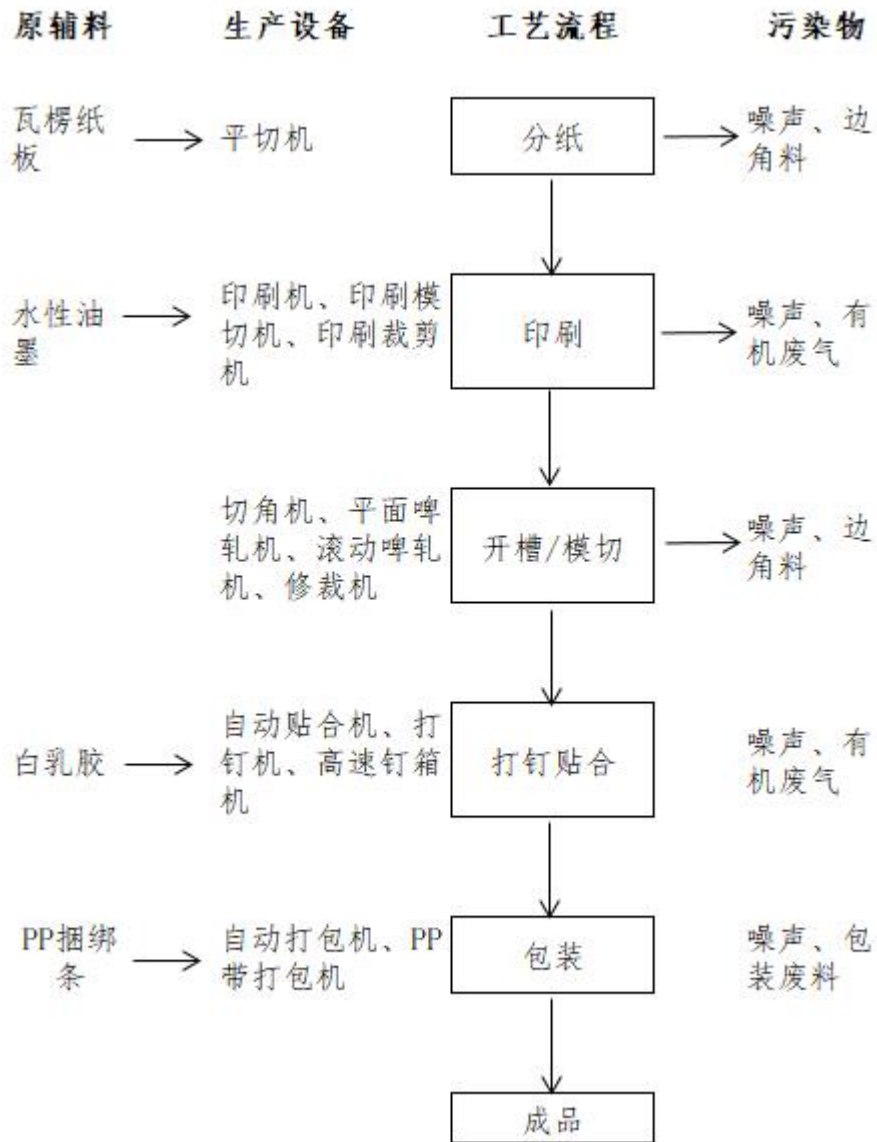 原辅料 生产设备 工艺流程 污染物
瓦楞纸
板
平切机
分纸
噪声、边
角料
水性油
墨
印刷机、印刷模
切机、印刷裁剪
机
印刷
噪声、有
机废气
切角机、平面啤
轧机、滚动啤轧
机、修裁机
开槽/模切
噪声、边
角料
白乳胶
自动贴合机、打
钉机、高速钉箱
机
打钉贴合
噪声、有
机废气
PP捆绑
条
自动打包机、PP
带打包机
包装
噪声、包
装废料
成品